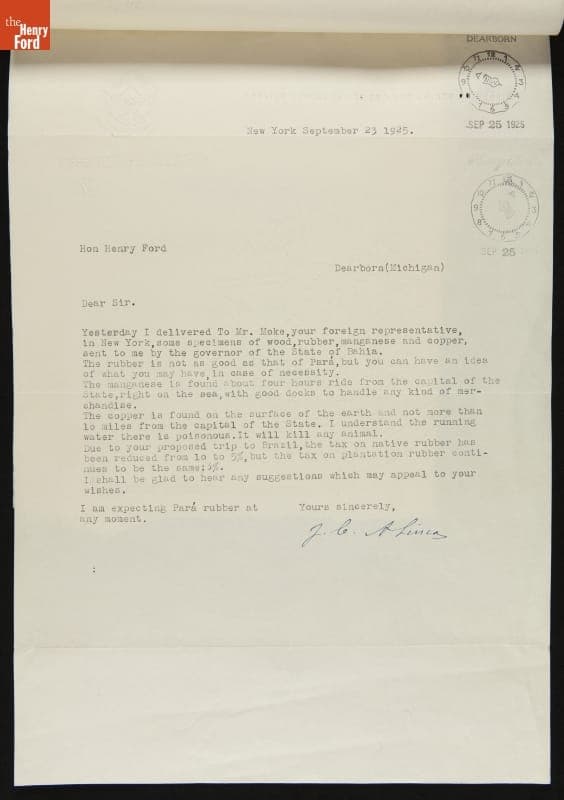 the
Henry
Ford
DEARBORN
SEP 25 1925
New York September 23 1925.
SEP 25
Hon Henry Ford
Dearborn(Michigan)
Dear Sir.
Yesterday I delivered To Mr. Moke,your foreign representative,
in New York,some specimens of wood,rubber,manganese and copper,
sent to me by the governor of the State of Bahia.
The rubber is not as good as that of Pará,but you can have an idea
of what you may have,in case of necessity.
The manganese is found about four hours ride from the capital of the
State,right on the sea,with good docks to handle any kind of mer-
chandise.
The copper is found on the surface of the earth and not more than
1o miles from the capital of the State. I understand the running
water there is poisonous.It will kill any animal.
Due to your proposed trip to Brazil,the tax on native rubber has
been reduced from 1o to 5%,but the tax on plantation rubber conti-
nues to be the same:
I shall be glad to hear any suggestions which may appeal to your
wishes.
I am expecting Pará rubber at
any moment.
Yours sincerely,
J. C.